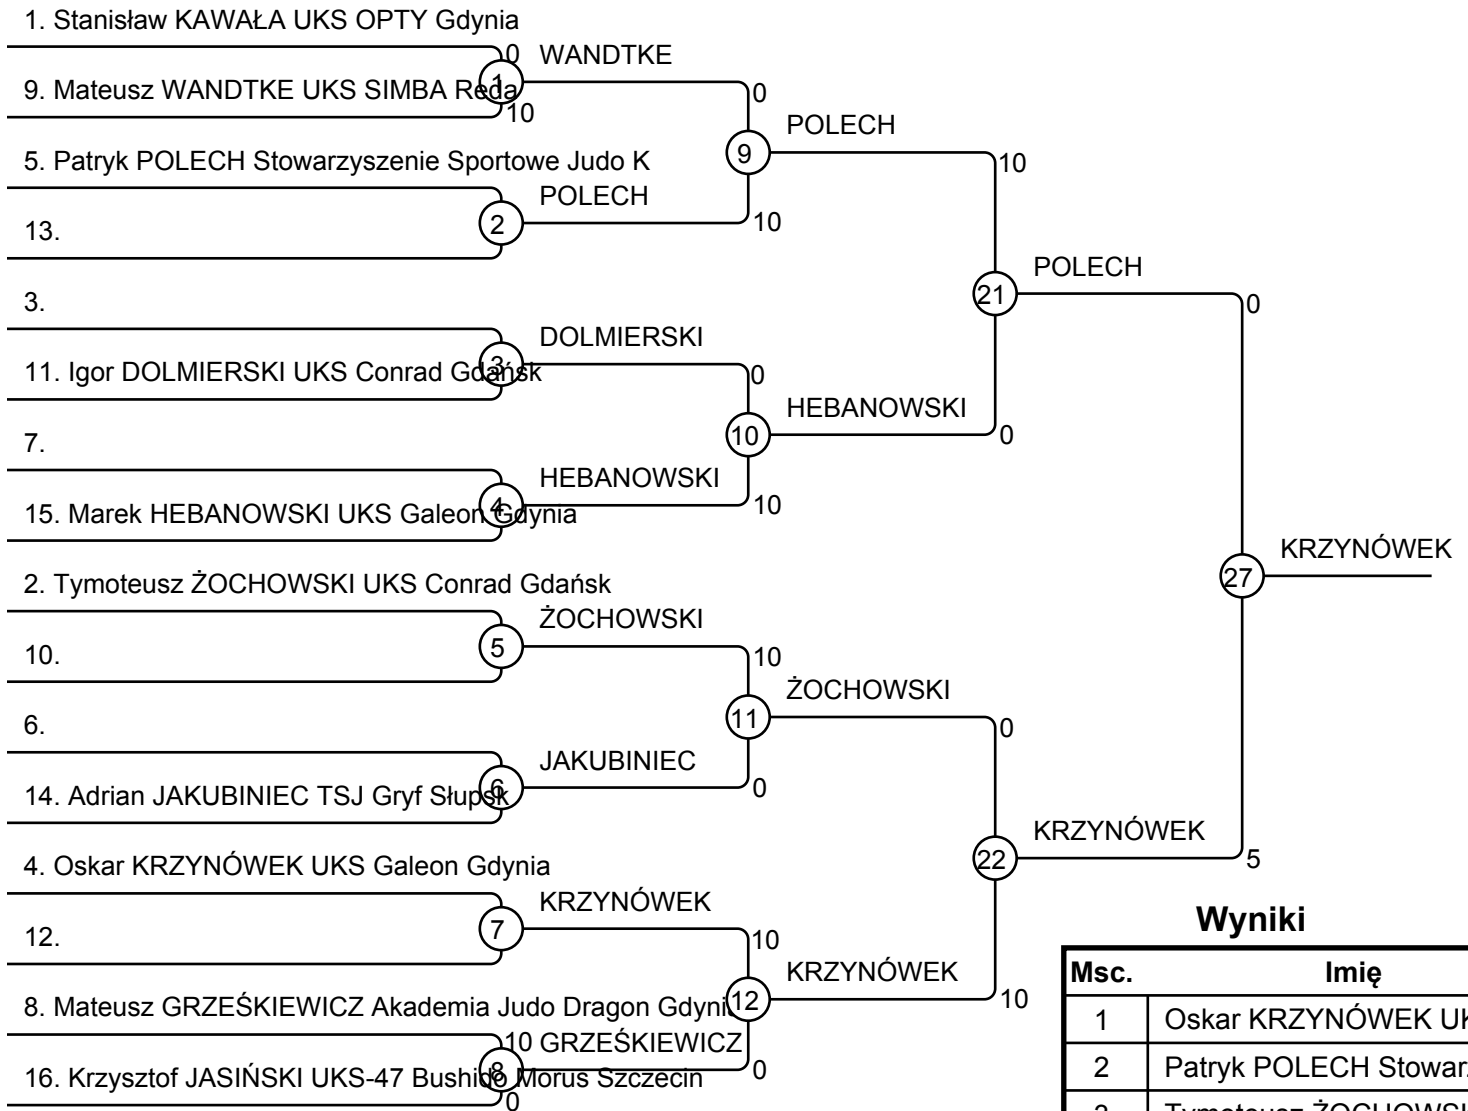 1. Stanisław KAWAŁA UKS OPTY Gdynia
0 WANDTKE
1
9. Mateusz WANDTKE UKS SIMBA Reda
10
0
POLECH
5. Patryk POLECH Stowarzyszenie Sportowe Judo K
9
10
POLECH
2
10
13.
POLECH
3.
21
0
DOLMIERSKI
3
11. Igor DOLMIERSKI UKS Conrad Gdańsk
0
HEBANOWSKI
7.
10
0
HEBANOWSKI
4
10
15. Marek HEBANOWSKI UKS Galeon Gdynia
KRZYNÓWEK
27
2. Tymoteusz ŻOCHOWSKI UKS Conrad Gdańsk
ŻOCHOWSKI
5
10.
10
ŻOCHOWSKI
6.
11
0
JAKUBINIEC
6
14. Adrian JAKUBINIEC TSJ Gryf Słupsk
0
KRZYNÓWEK
4. Oskar KRZYNÓWEK UKS Galeon Gdynia
22
5
KRZYNÓWEK
7
12.
10
Wyniki
KRZYNÓWEK
Msc. Imię
8. Mateusz GRZEŚKIEWICZ Akademia Judo Dragon Gdynia
12
10
1 Oskar KRZYNÓWEK UK
10 GRZEŚKIEWICZ
8
0
2 Patryk POLECH Stowar
16. Krzysztof JASIŃSKI UKS-47 Bushido Morus Szczecin
0